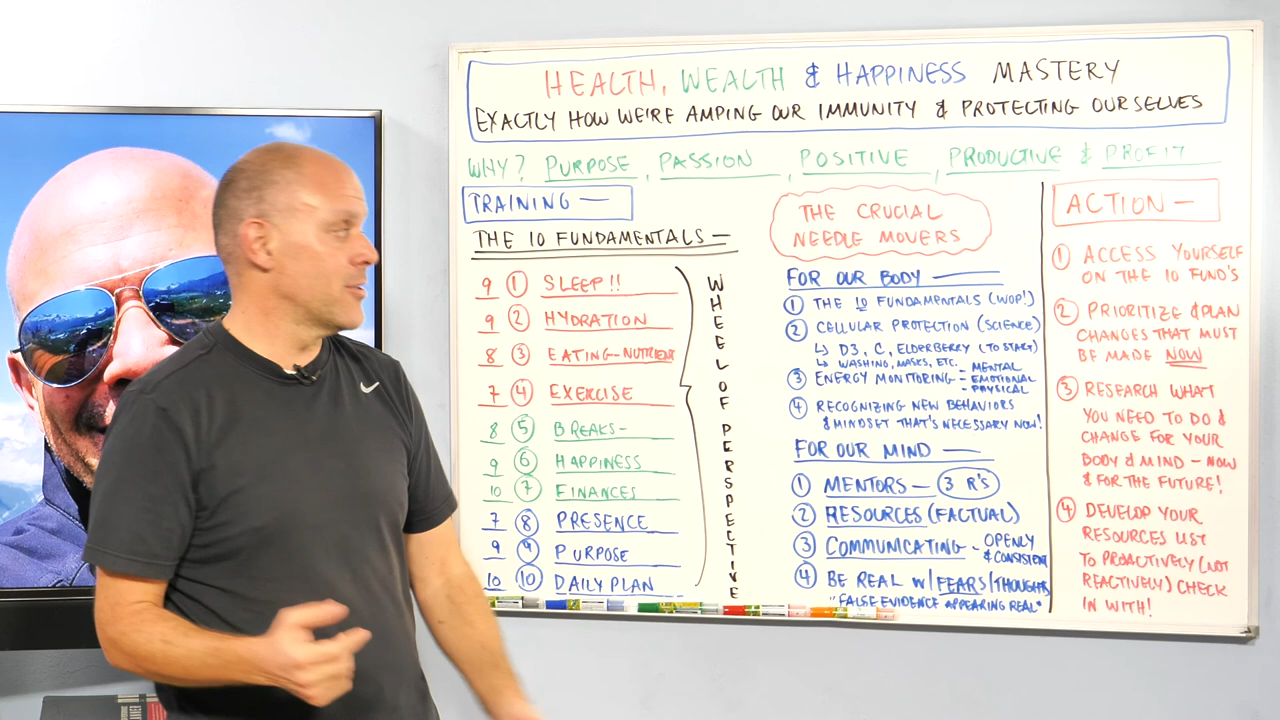 HEALTH, WEALTH & HAPPINESS MASTERY
EXACTLY HOW WE'RE AMPING OUR IMMUNITY & PROTECTING OURSELVES
WHY? PURPOSE, PASSION, POSITIVE, PRODUCTIVE & PROFIT
TRAINING —
THE 10 FUNDAMENTALS —
9 1 SLEEP!!
9 2 HYDRATION
8 3 EATING-NUTRIENT
7 4 EXERCISE
8 5 BREAKS-
9 6 HAPPINESS
10 7 FINANCES
7 8 PRESENCE
9 9 PURPOSE
10 10 DAILY PLAN
WHEEL OF PERSPECTIVE
THE CRUCIAL
NEEDLE MOVERS
FOR OUR BODY —
1 THE 10 FUNDAMENTALS (WOP!)
2 CELLULAR PROTECTION (SCIENCE)
↳ D3, C, ELDERBERRY (TO START)
↳ WASHING, MASKS, ETC.
3 ENERGY MONITORING - MENTAL
- EMOTIONAL
- PHYSICAL
4 RECOGNIZING NEW BEHAVIORS
& MINDSET THAT'S NECESSARY NOW!
FOR OUR MIND —
1 MENTORS — 3 R'S
2 RESOURCES (FACTUAL)
3 COMMUNICATING - OPENLY
& CONSISTENT
4 BE REAL W/FEARS/THOUGHTS
"FALSE EVIDENCE APPEARING REAL"
ACTION —
1 ACCESS YOURSELF
ON THE 10 FUND'S
2 PRIORITIZE & PLAN
CHANGES THAT MUST
BE MADE NOW
3 RESEARCH WHAT
YOU NEED TO DO &
CHANGE FOR YOUR
BODY & MIND - NOW
& FOR THE FUTURE!
4 DEVELOP YOUR
RESOURCES LIST
TO PROACTIVELY (NOT
REACTIVELY) CHECK
IN WITH!